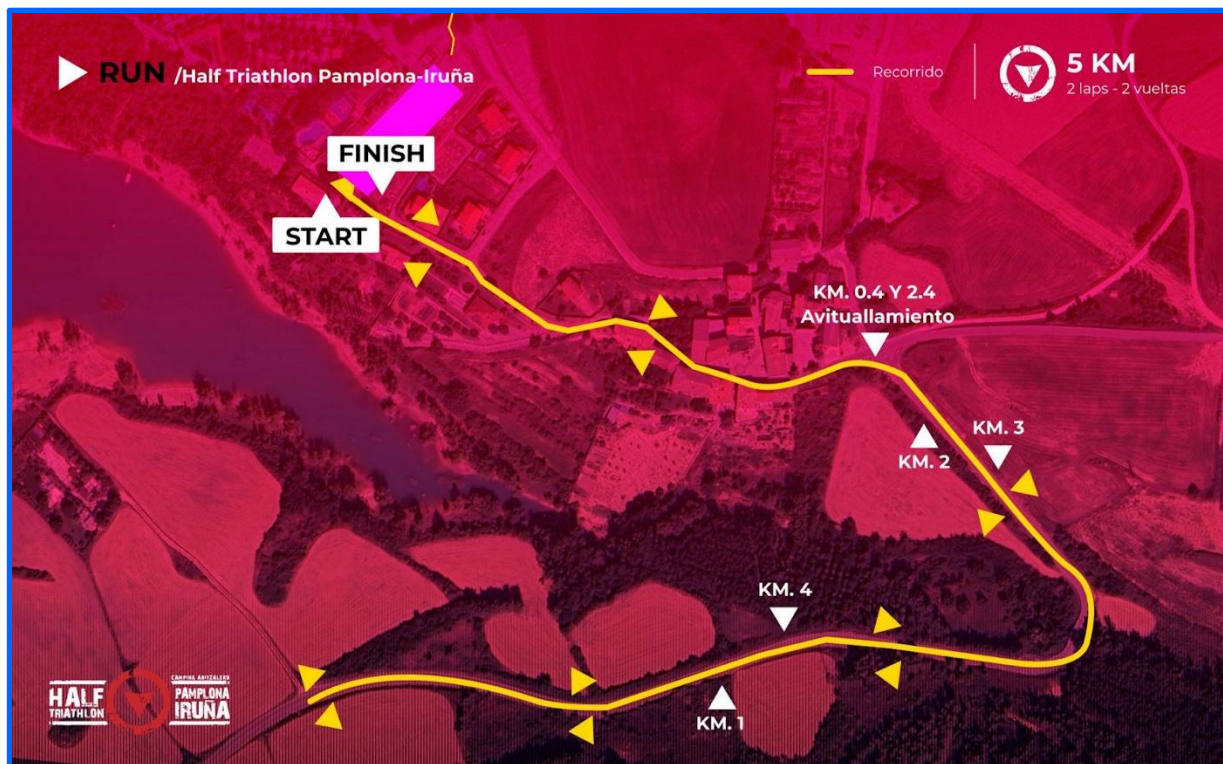 RUN /Half Triathlon Pamplona-Iruña
Recorrido
5 KM
2 laps - 2 vueltas
FINISH
START
KM. 0.4 Y 2.4
Avituallamiento
KM. 3
KM. 2
KM. 4
KM. 1
HALF
TRIATHLON
CAMPING ARITZALEKU
PAMPLONA
IRUÑA